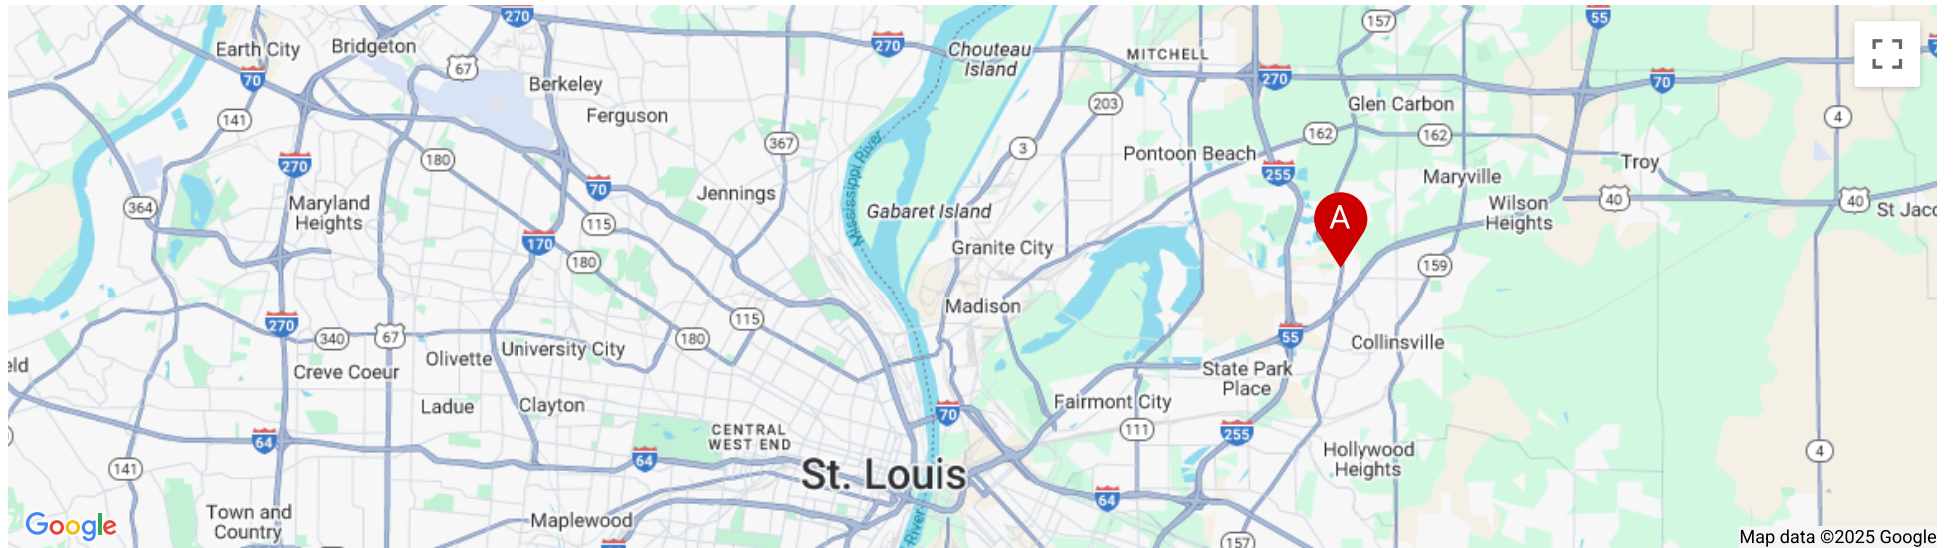 270
157
55
Earth City
Bridgeton
67
270
Chouteau
Island
MITCHELL
70
Berkeley
270
70
Glen Carbon
203
141
Ferguson
4
367
162
162
3
180
Pontoon Beach
270
255
Troy
70
Jennings
Maryville
40
40
364
Maryland
Heights
Mississippi River
Gabaret Island
A
Wilson
Heights
St Jaco
115
170
Granite City
180
159
Madison
270
115
340
67
180
55
University City
Olivette
Collinsville
eld
Creve Coeur
State Park
Place
Ladue
Clayton
Fairmont City
70
64
CENTRAL
WEST END
111
255
64
Hollywood
Heights
4
141
St. Louis
64
Town and
Country
Maplewood
River
157
Google
Map data ©2025 Google